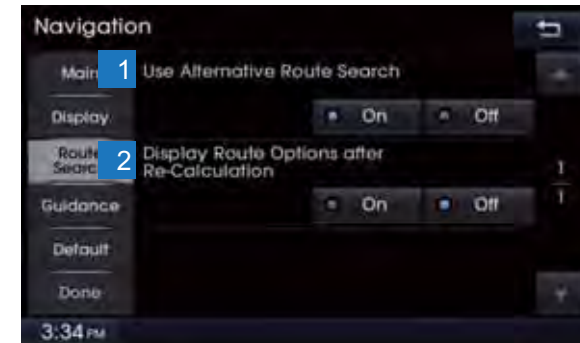 Navigation
Main
1
Use Alternative Route Search
Display
On
Off
Route
Search
2
Display Route Options after
Re-Calculation
1
1
Guidance
On
Off
Default
Done
3:34 PM